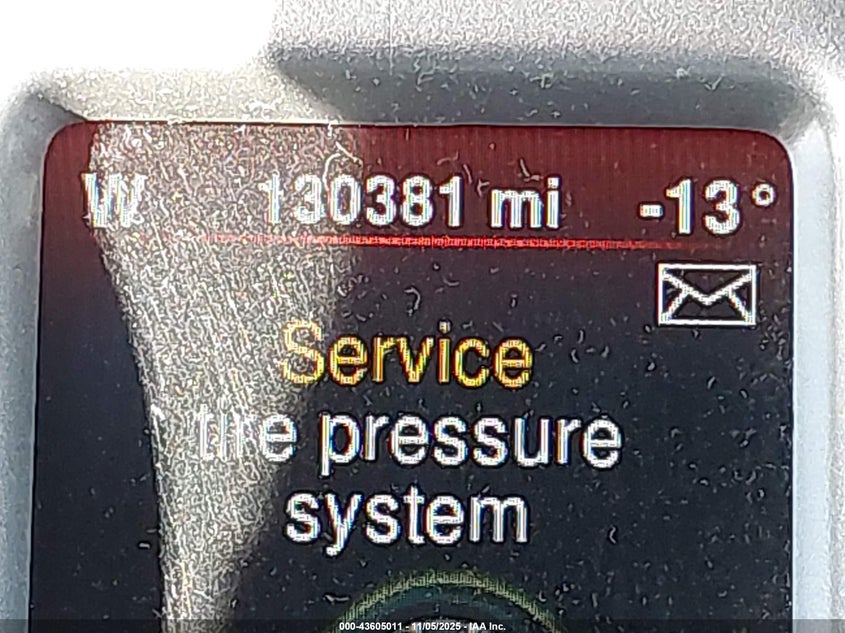 W 130381 mi -13°
Service
tire pressure
system
000-43605011 - 11/05/2025 - IAA Inc.